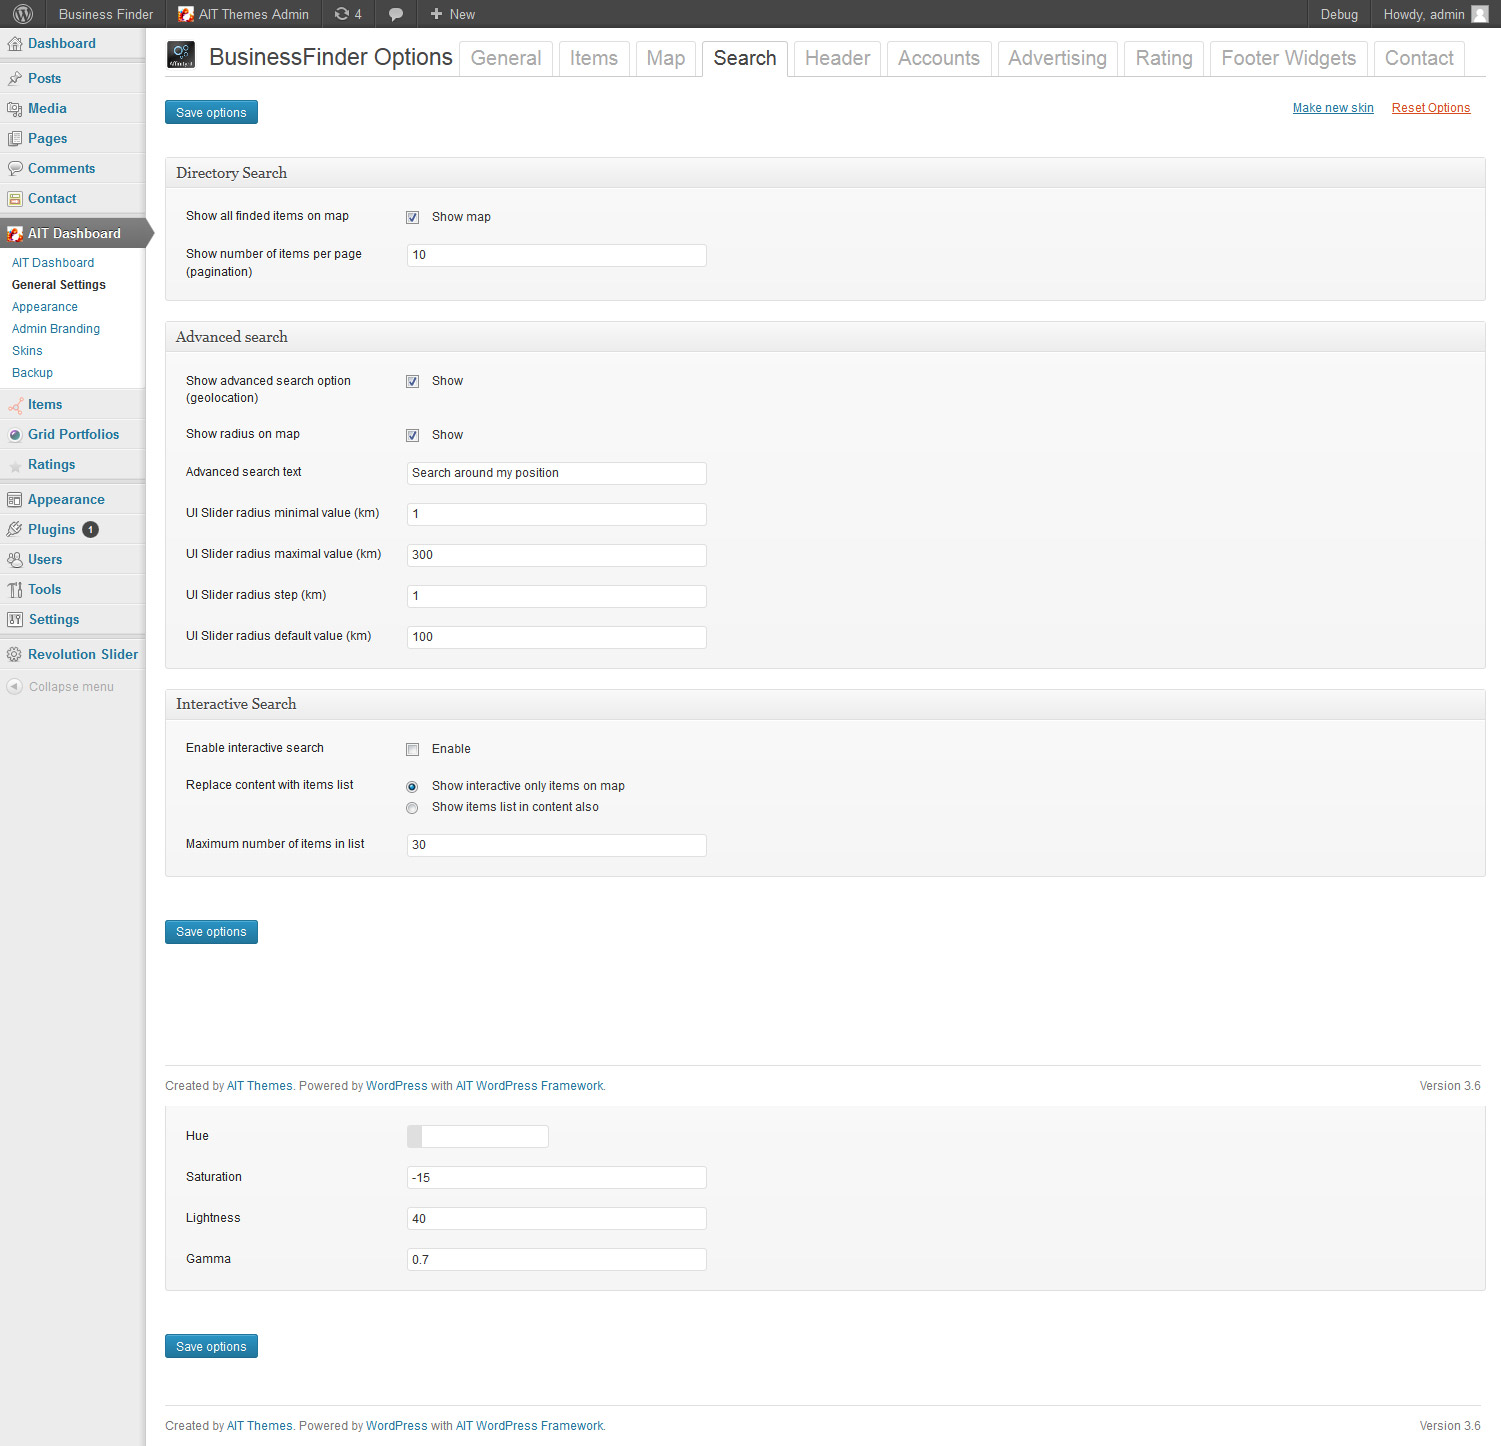 Business Finder AIT Themes Admin 4 New Debug Howdy, admin
Dashboard
Posts
Media
Pages
Comments
Contact
AIT Dashboard
AIT Dashboard
General Settings
Appearance
Admin Branding
Skins
Backup
Items
Grid Portfolios
Ratings
Appearance
Plugins 1
Users
Tools
Settings
Revolution Slider
Collapse menu
BusinessFinder Options General Items Map Search Header Accounts Advertising Rating Footer Widgets Contact
Save options Make new skin Reset Options
Directory Search
Show all finded items on map Show map
Show number of items per page 10
(pagination)
Advanced search
Show advanced search option Show
(geolocation)
Show radius on map Show
Advanced search text Search around my position
UI Slider radius minimal value (km) 1
UI Slider radius maximal value (km) 300
UI Slider radius step (km) 1
UI Slider radius default value (km) 100
Interactive Search
Enable interactive search Enable
Replace content with items list Show interactive only items on map
Show items list in content also
Maximum number of items in list 30
Save options
Created by AIT Themes. Powered by WordPress with AIT WordPress Framework. Version 3.6
Hue
Saturation -15
Lightness 40
Gamma 0.7
Save options
Created by AIT Themes. Powered by WordPress with AIT WordPress Framework. Version 3.6